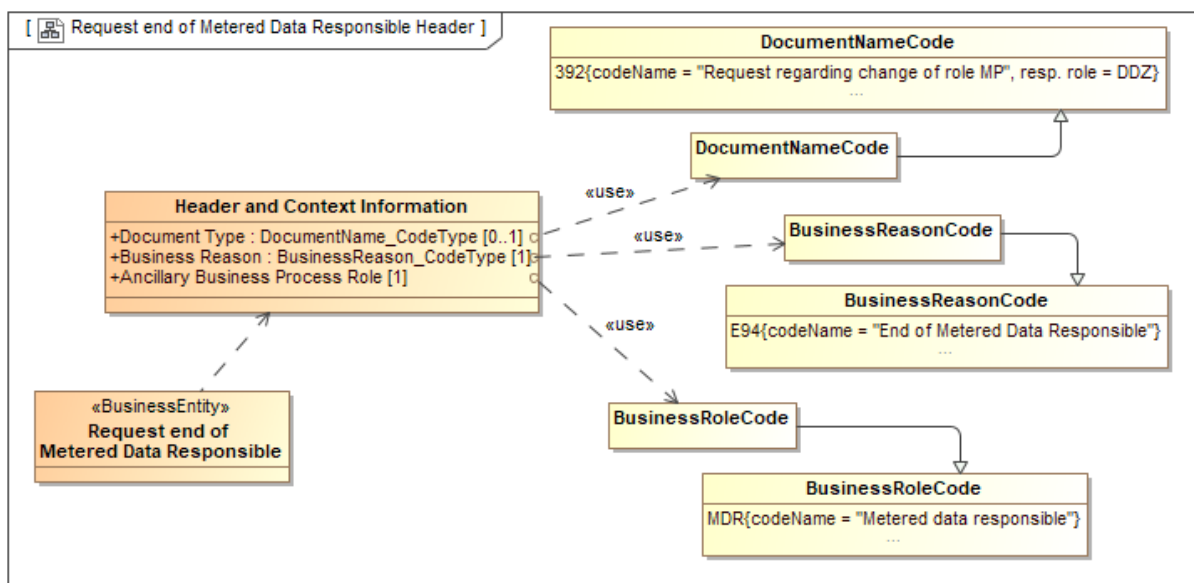 [ Request end of Metered Data Responsible Header ]
DocumentNameCode
392{codeName = "Request regarding change of role MP", resp. role = DDZ}
...
DocumentNameCode
«use»
Header and Context Information
+Document Type : DocumentName_CodeType [0..1]
+Business Reason : BusinessReason_CodeType [1]
+Ancillary Business Process Role [1]
«use»
BusinessReasonCode
BusinessReasonCode
E94{codeName = "End of Metered Data Responsible"}
...
«use»
«BusinessEntity»
Request end of
Metered Data Responsible
BusinessRoleCode
BusinessRoleCode
MDR{codeName = "Metered data responsible"}
...